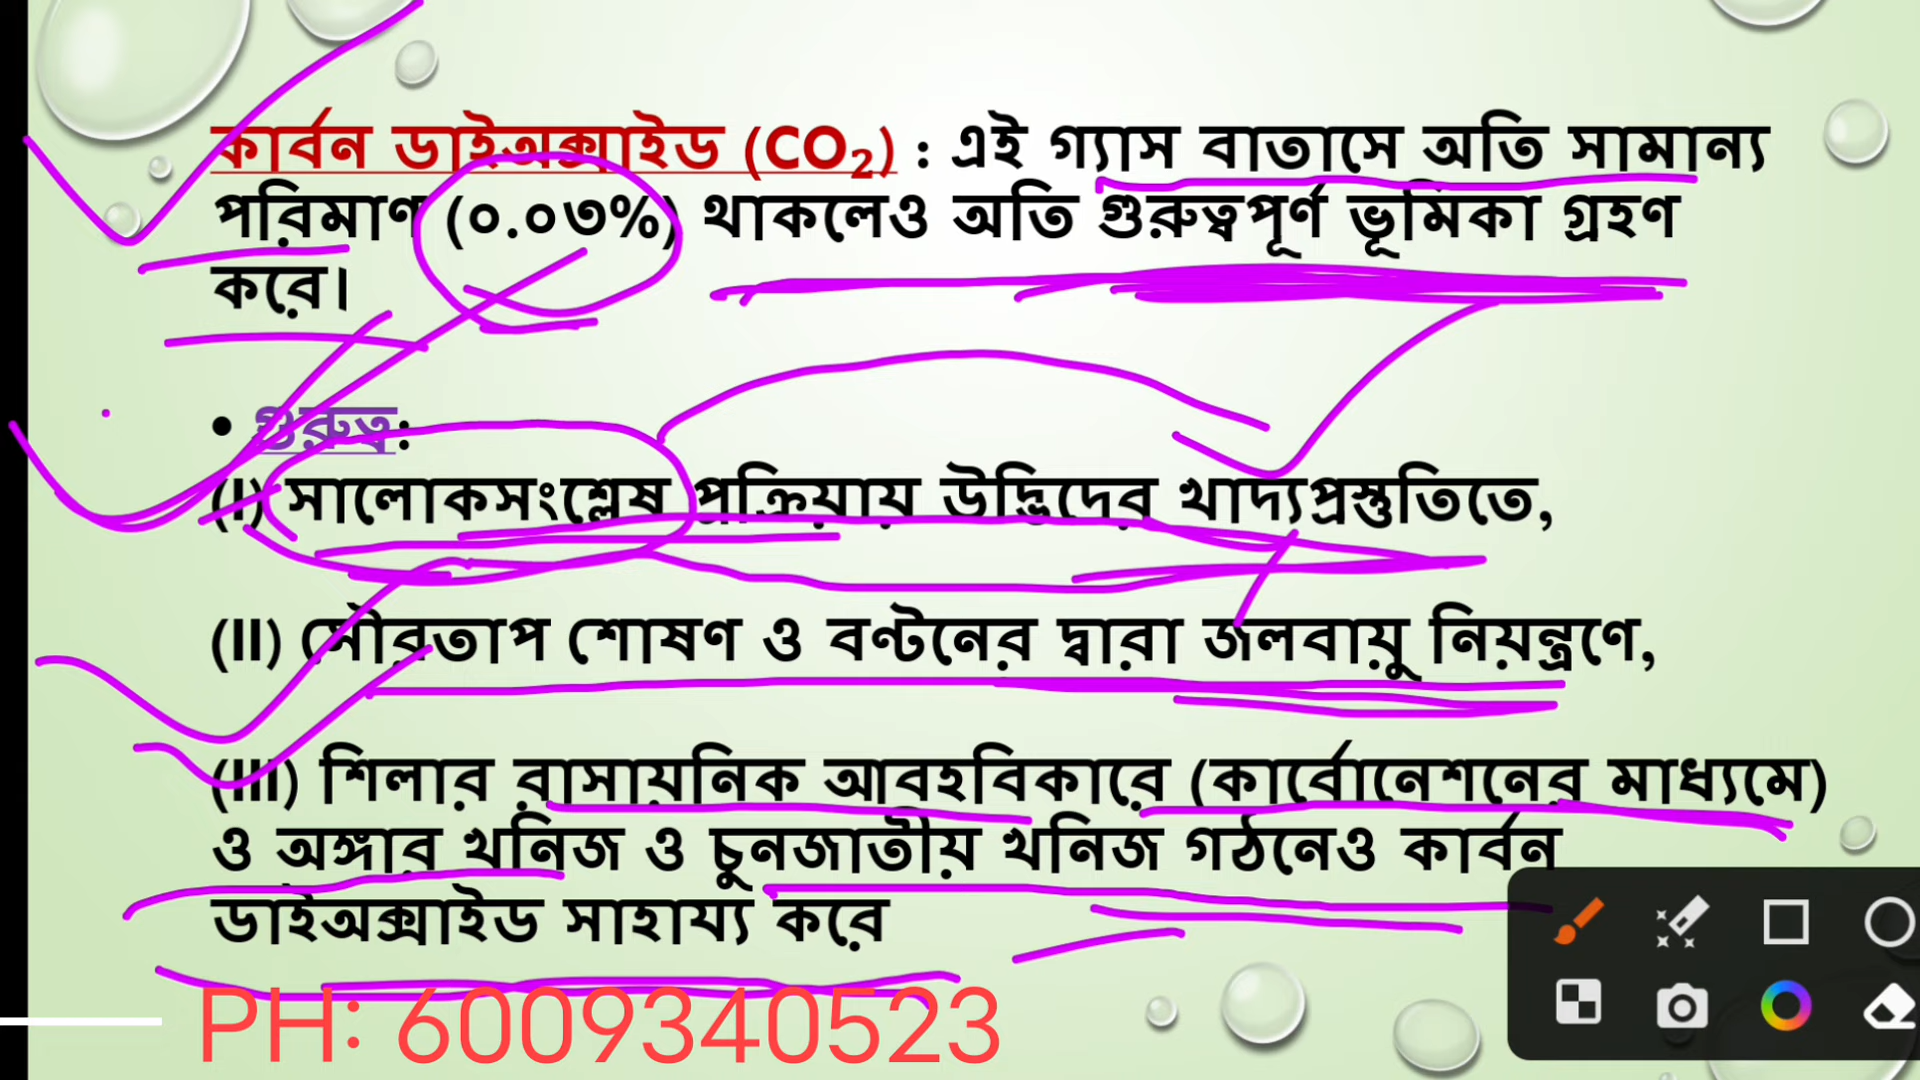 কার্বন ডাইঅক্সাইড (CO₂) : এই গ্যাস বাতাসে অতি সামান্য
পরিমাণ (০.০৩%) থাকলেও অতি গুরুত্বপূর্ণ ভূমিকা গ্রহণ
করে।
• গুরুত্ব:
(I) সালোকসংশ্লেষ প্রক্রিয়ায় উদ্ভিদের খাদ্যপ্রস্তুতিতে,
(II) সৌরতাপ শোষণ ও বণ্টনের দ্বারা জলবায়ু নিয়ন্ত্রণে,
(III) শিলার রাসায়নিক আবহবিকারে (কার্বোনেশনের মাধ্যমে)
ও অঙ্গার খনিজ ও চুনজাতীয় খনিজ গঠনেও কার্বন
ডাইঅক্সাইড সাহায্য করে
PH: 6009340523